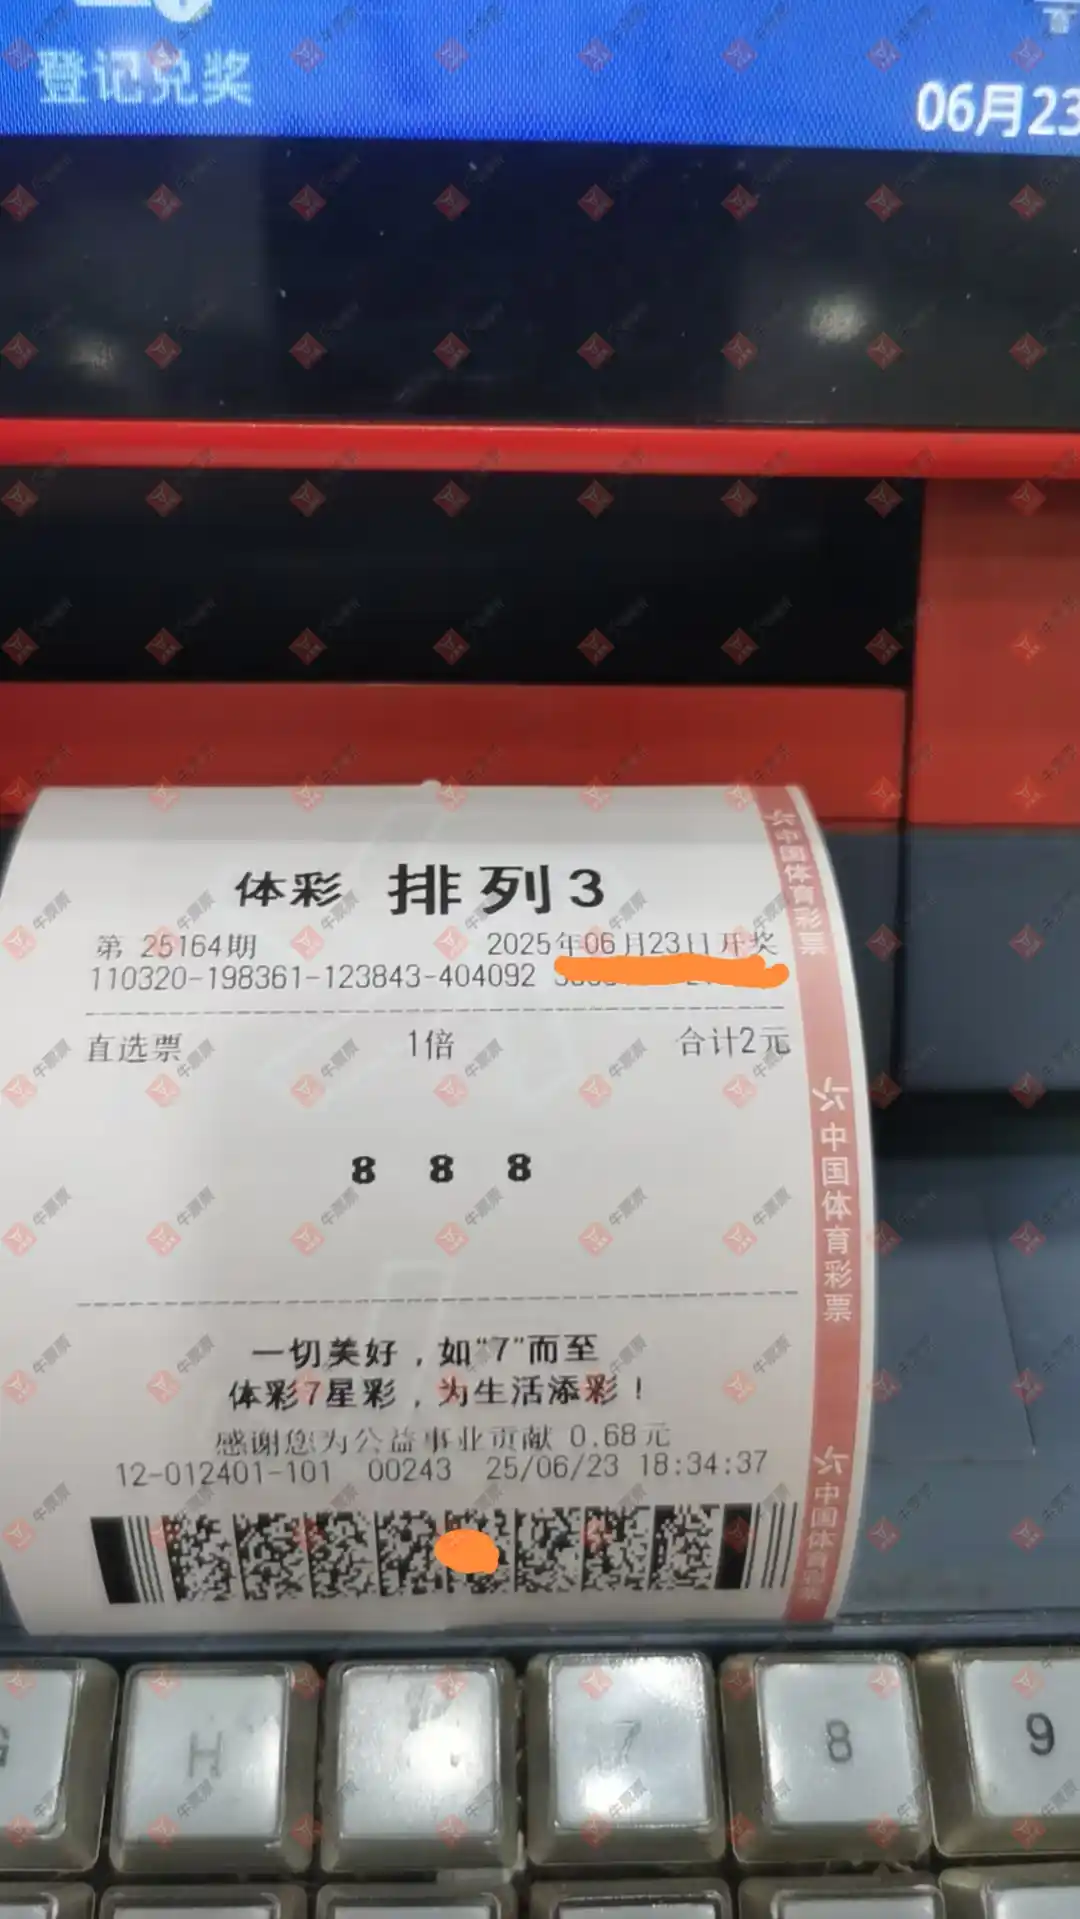 登记兑奖
06月23
体彩 排列3
第 25164期 2025年06月23日开奖
110320-198361-123843-404092
直选票 1倍 合计2元
8 8 8
一切美好，如“7”而至
体彩7星彩，为生活添彩！
感谢您为公益事业贡献 0.68元
12-012401-101 00243 25/06/23 18:34:37
中国体育彩票
中国体育彩票
中国体育彩票
H 7 8 9
牛票票